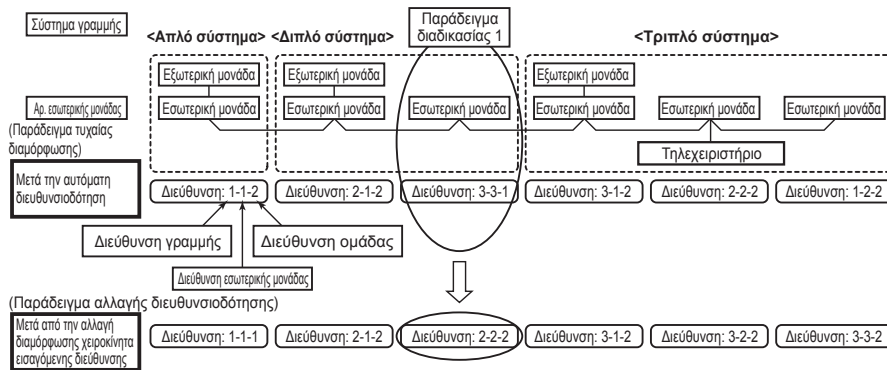 Σύστημα γραμμής
<Απλό σύστημα>
<Διπλό σύστημα>
Παράδειγμα
διαδικασίας 1
<Τριπλό σύστημα>
Εξωτερική μονάδα
Εξωτερική μονάδα
Εξωτερική μονάδα
Αρ. εσωτερικής μονάδας
Εσωτερική μονάδα
Εσωτερική μονάδα
Εσωτερική μονάδα
Εσωτερική μονάδα
Εσωτερική μονάδα
Εσωτερική μονάδα
(Παράδειγμα τυχαίας
διαμόρφωσης)
Τηλεχειριστήριο
Μετά την αυτόματη
διευθυνσιοδότηση
Διεύθυνση: 1-1-2
Διεύθυνση: 2-1-2
Διεύθυνση: 3-3-1
Διεύθυνση: 3-1-2
Διεύθυνση: 2-2-2
Διεύθυνση: 1-2-2
Διεύθυνση γραμμής
Διεύθυνση ομάδας
Διεύθυνση εσωτερικής μονάδας
(Παράδειγμα αλλαγής διευθυνσιοδότησης)
Μετά από την αλλαγή
διαμόρφωσης χειροκίνητα
εισαγόμενης διεύθυνσης
Διεύθυνση: 1-1-1
Διεύθυνση: 2-1-2
Διεύθυνση: 2-2-2
Διεύθυνση: 3-1-2
Διεύθυνση: 3-2-2
Διεύθυνση: 3-3-2